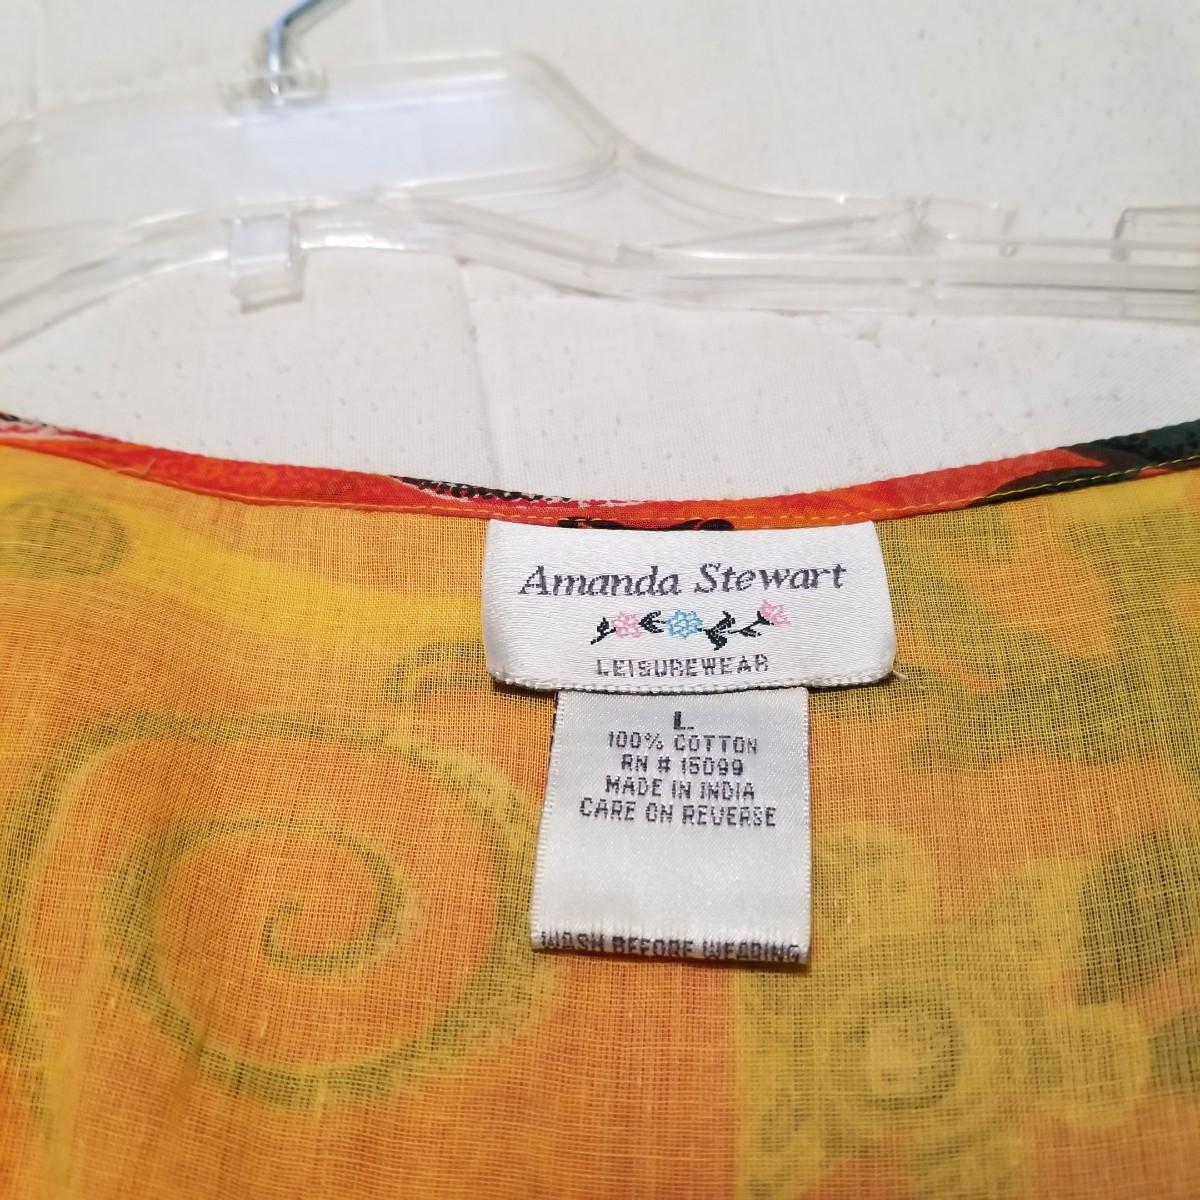 Amanda Stewart
LEISUREWEAR
L
100% COTTON
RN # 15099
MADE IN INDIA
CARE ON REVERSE
WASH BEFORE WEARING